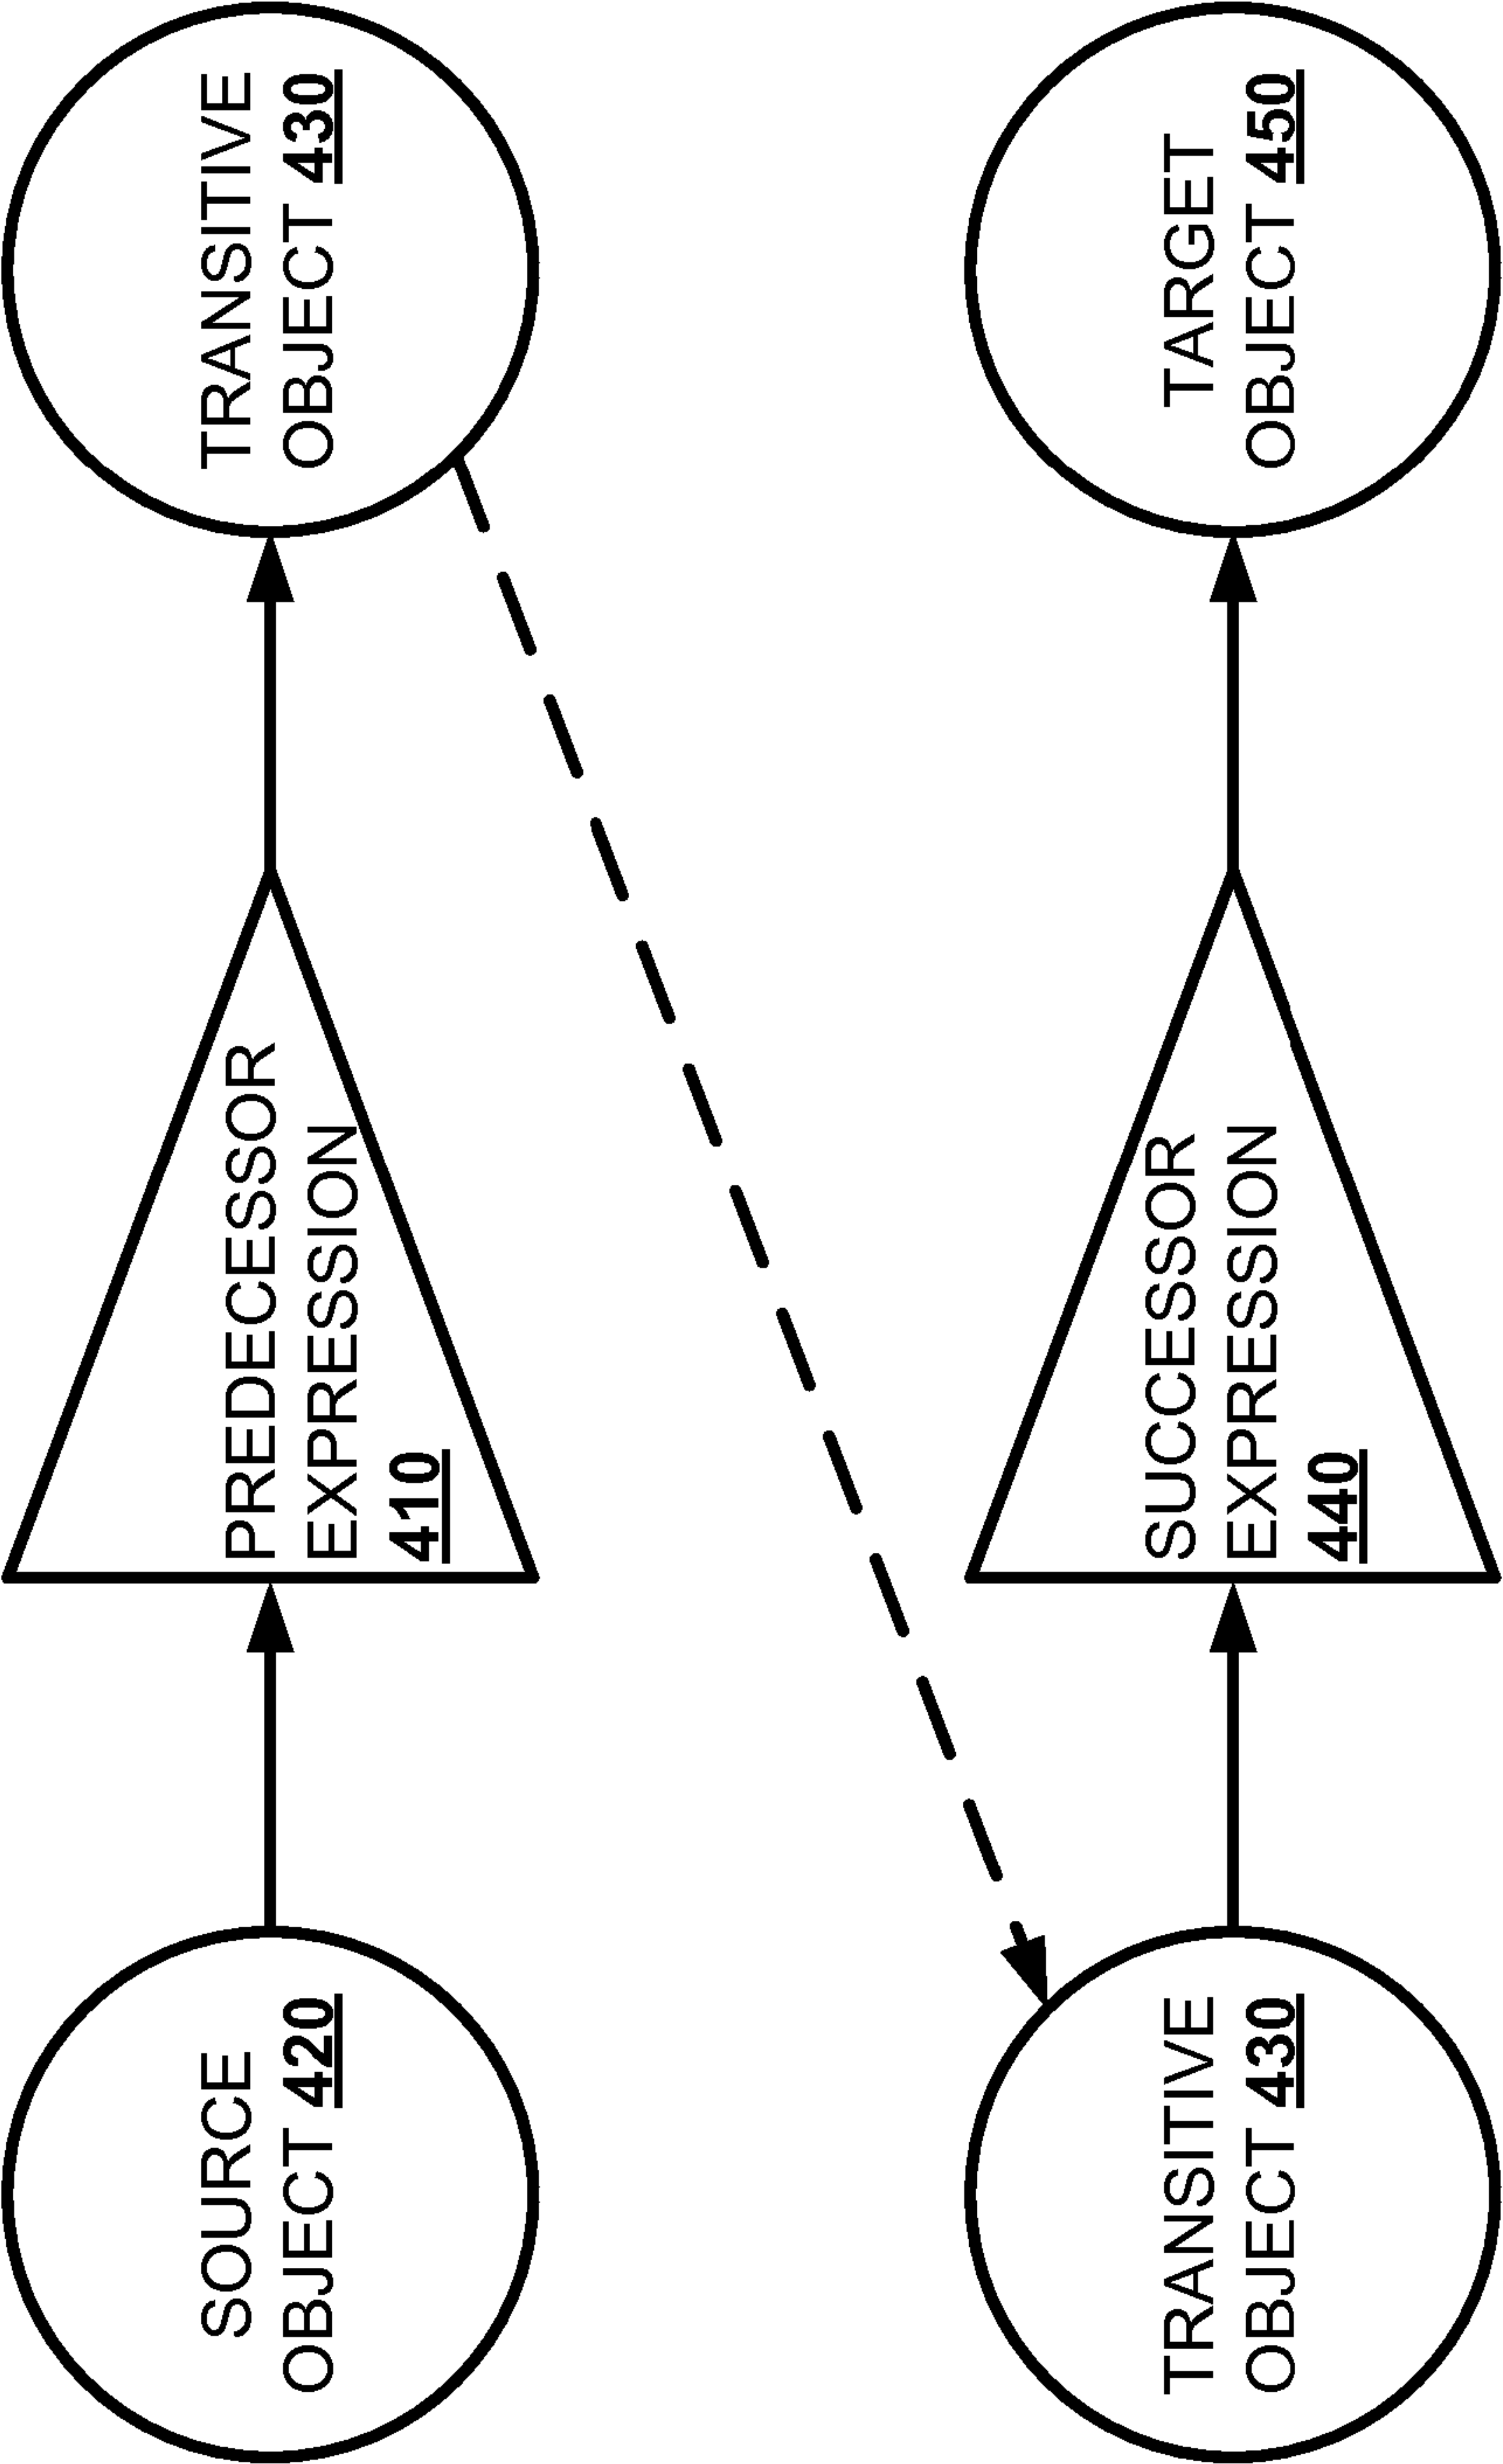 SOURCE
OBJECT 420
PREDECESSOR
EXPRESSION
410
TRANSITIVE
OBJECT 430
TRANSITIVE
OBJECT 430
SUCCESSOR
EXPRESSION
440
TARGET
OBJECT 450